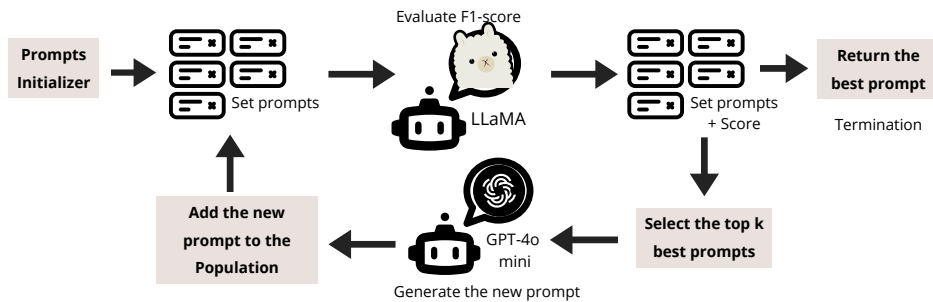 Evaluate F1-score
Prompts
Initializer
Set prompts
LLaMA
Set prompts
+ Score
Return the
best prompt
Termination
Select the top k
best prompts
GPT-4o
mini
Generate the new prompt
Add the new
prompt to the
Population